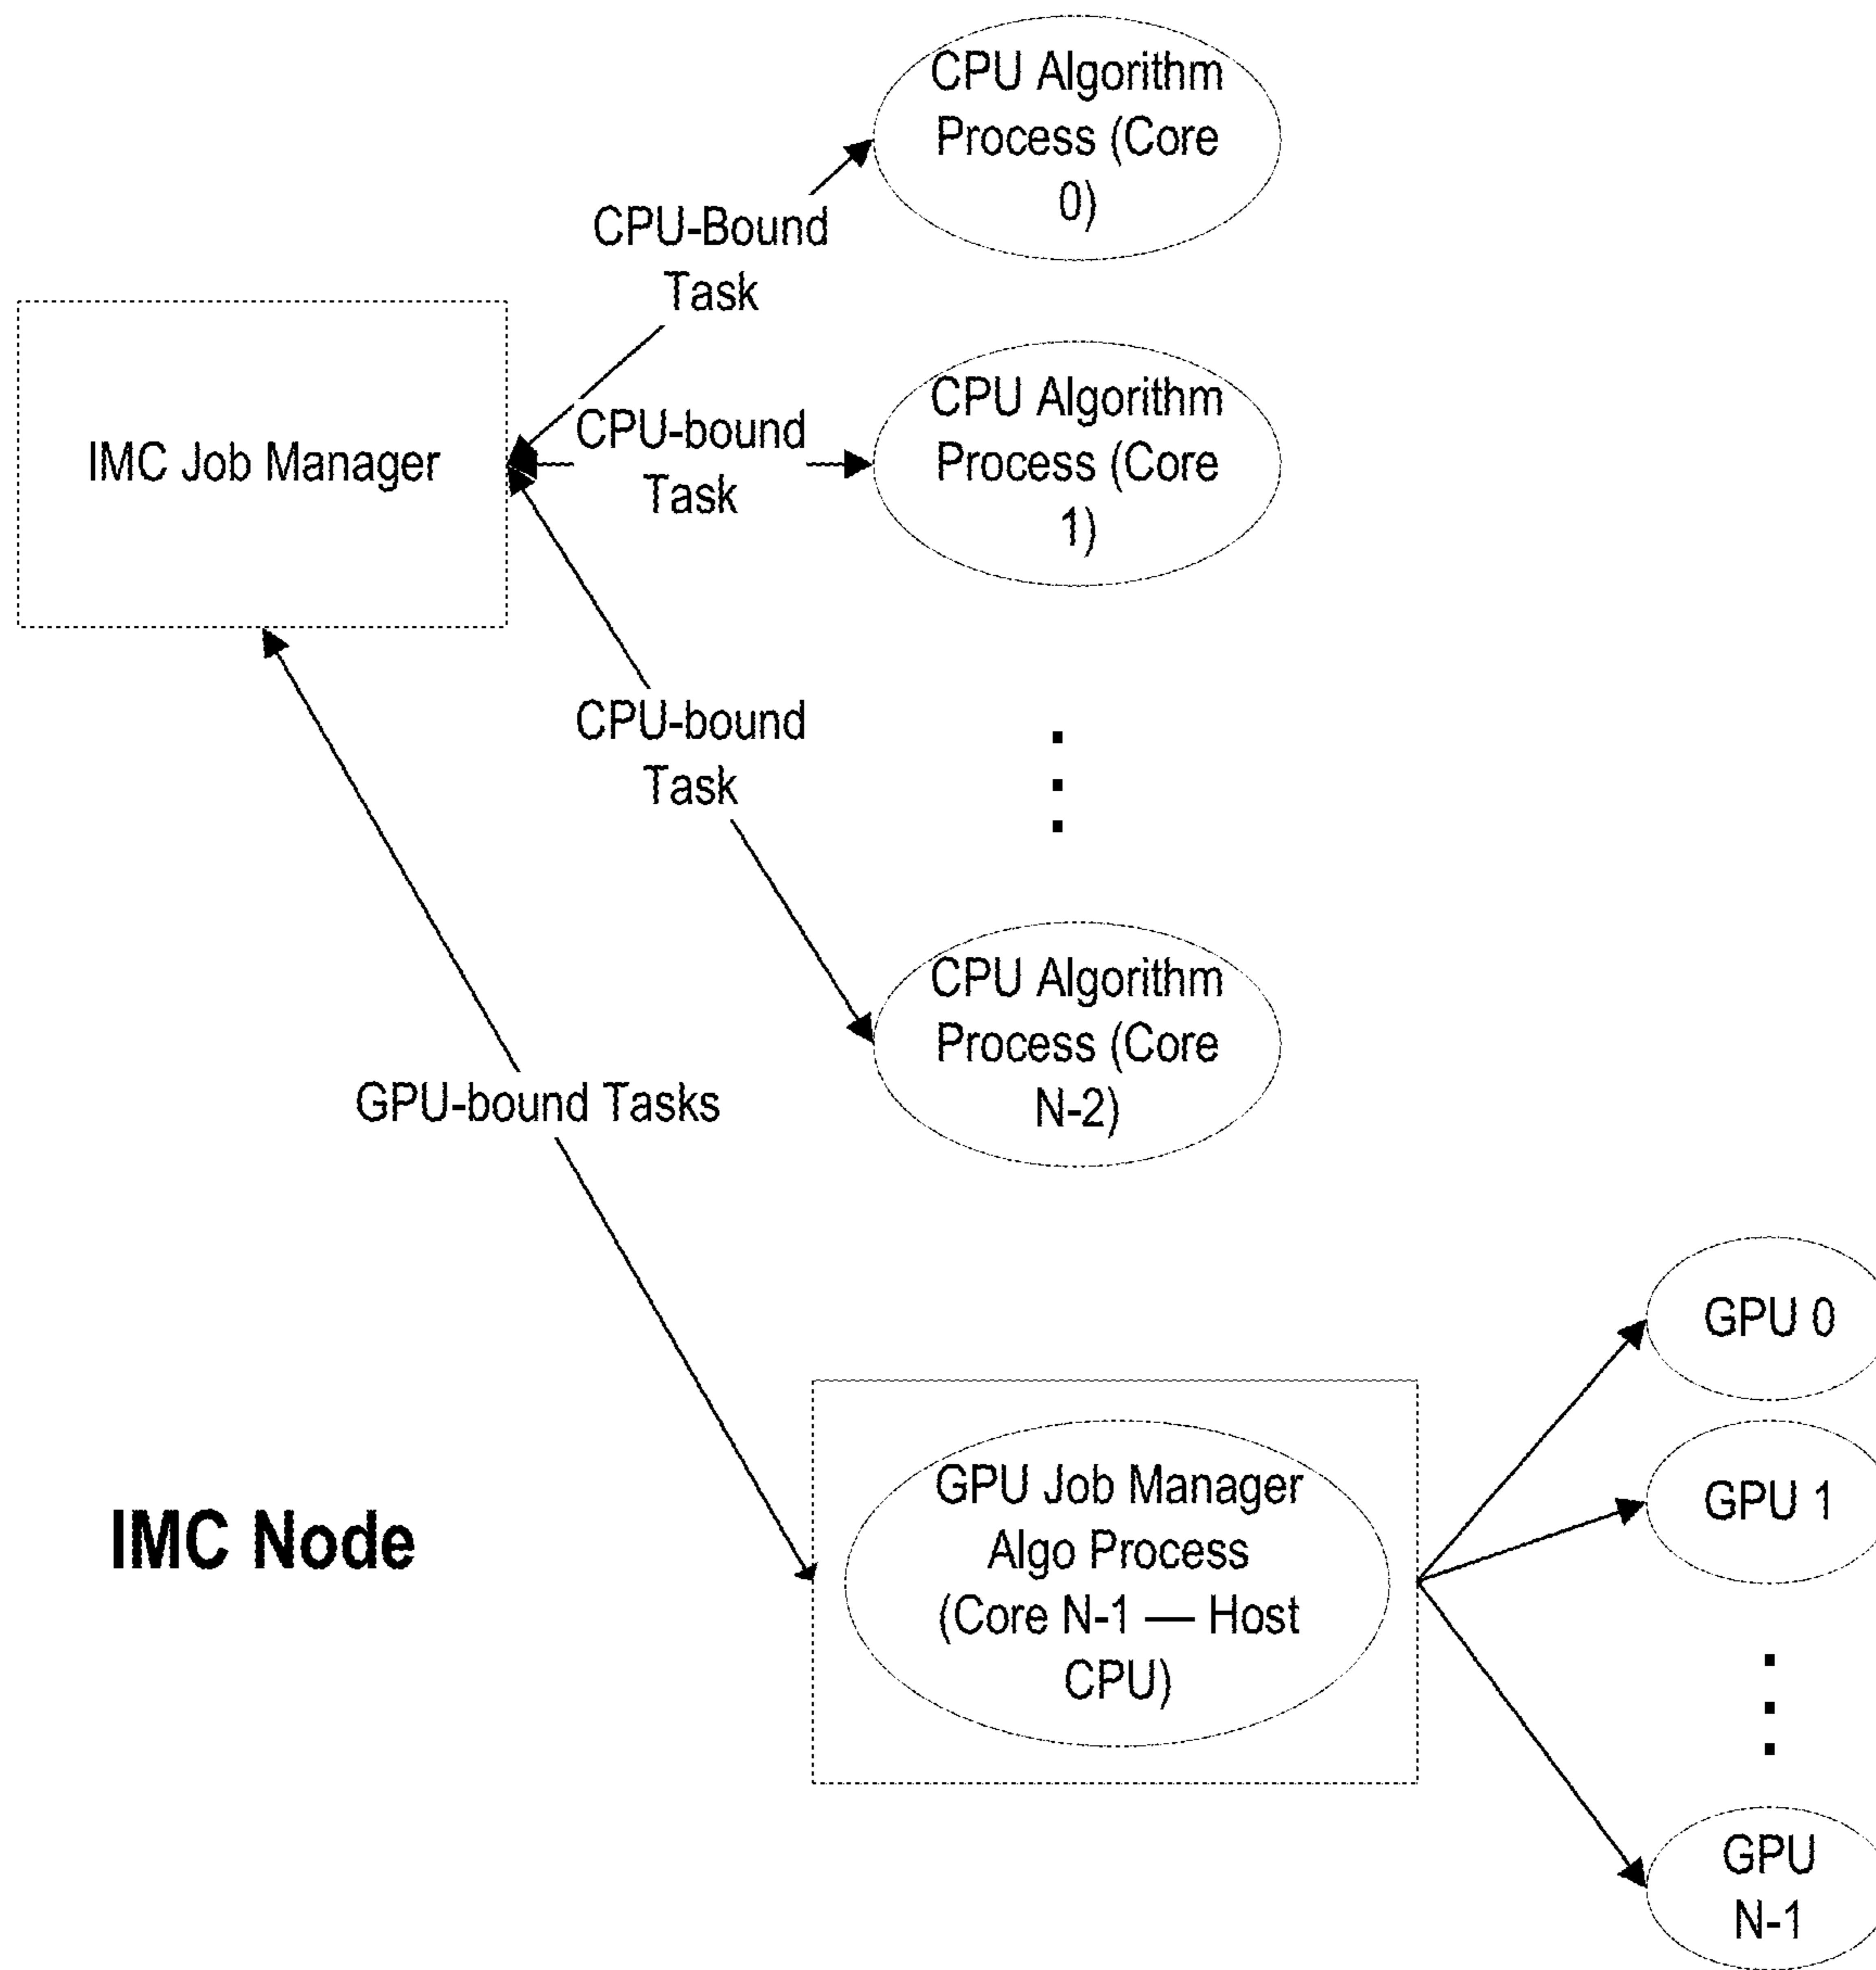 CPU Algorithm
Process (Core
0)
CPU-Bound
Task
IMC Job Manager
CPU-bound
Task
CPU Algorithm
Process (Core
1)
CPU-bound
Task
CPU Algorithm
Process (Core
N-2)
GPU-bound Tasks
GPU 0
GPU Job Manager
Algo Process
(Core N-1 — Host
CPU)
GPU 1
IMC Node
GPU
N-1